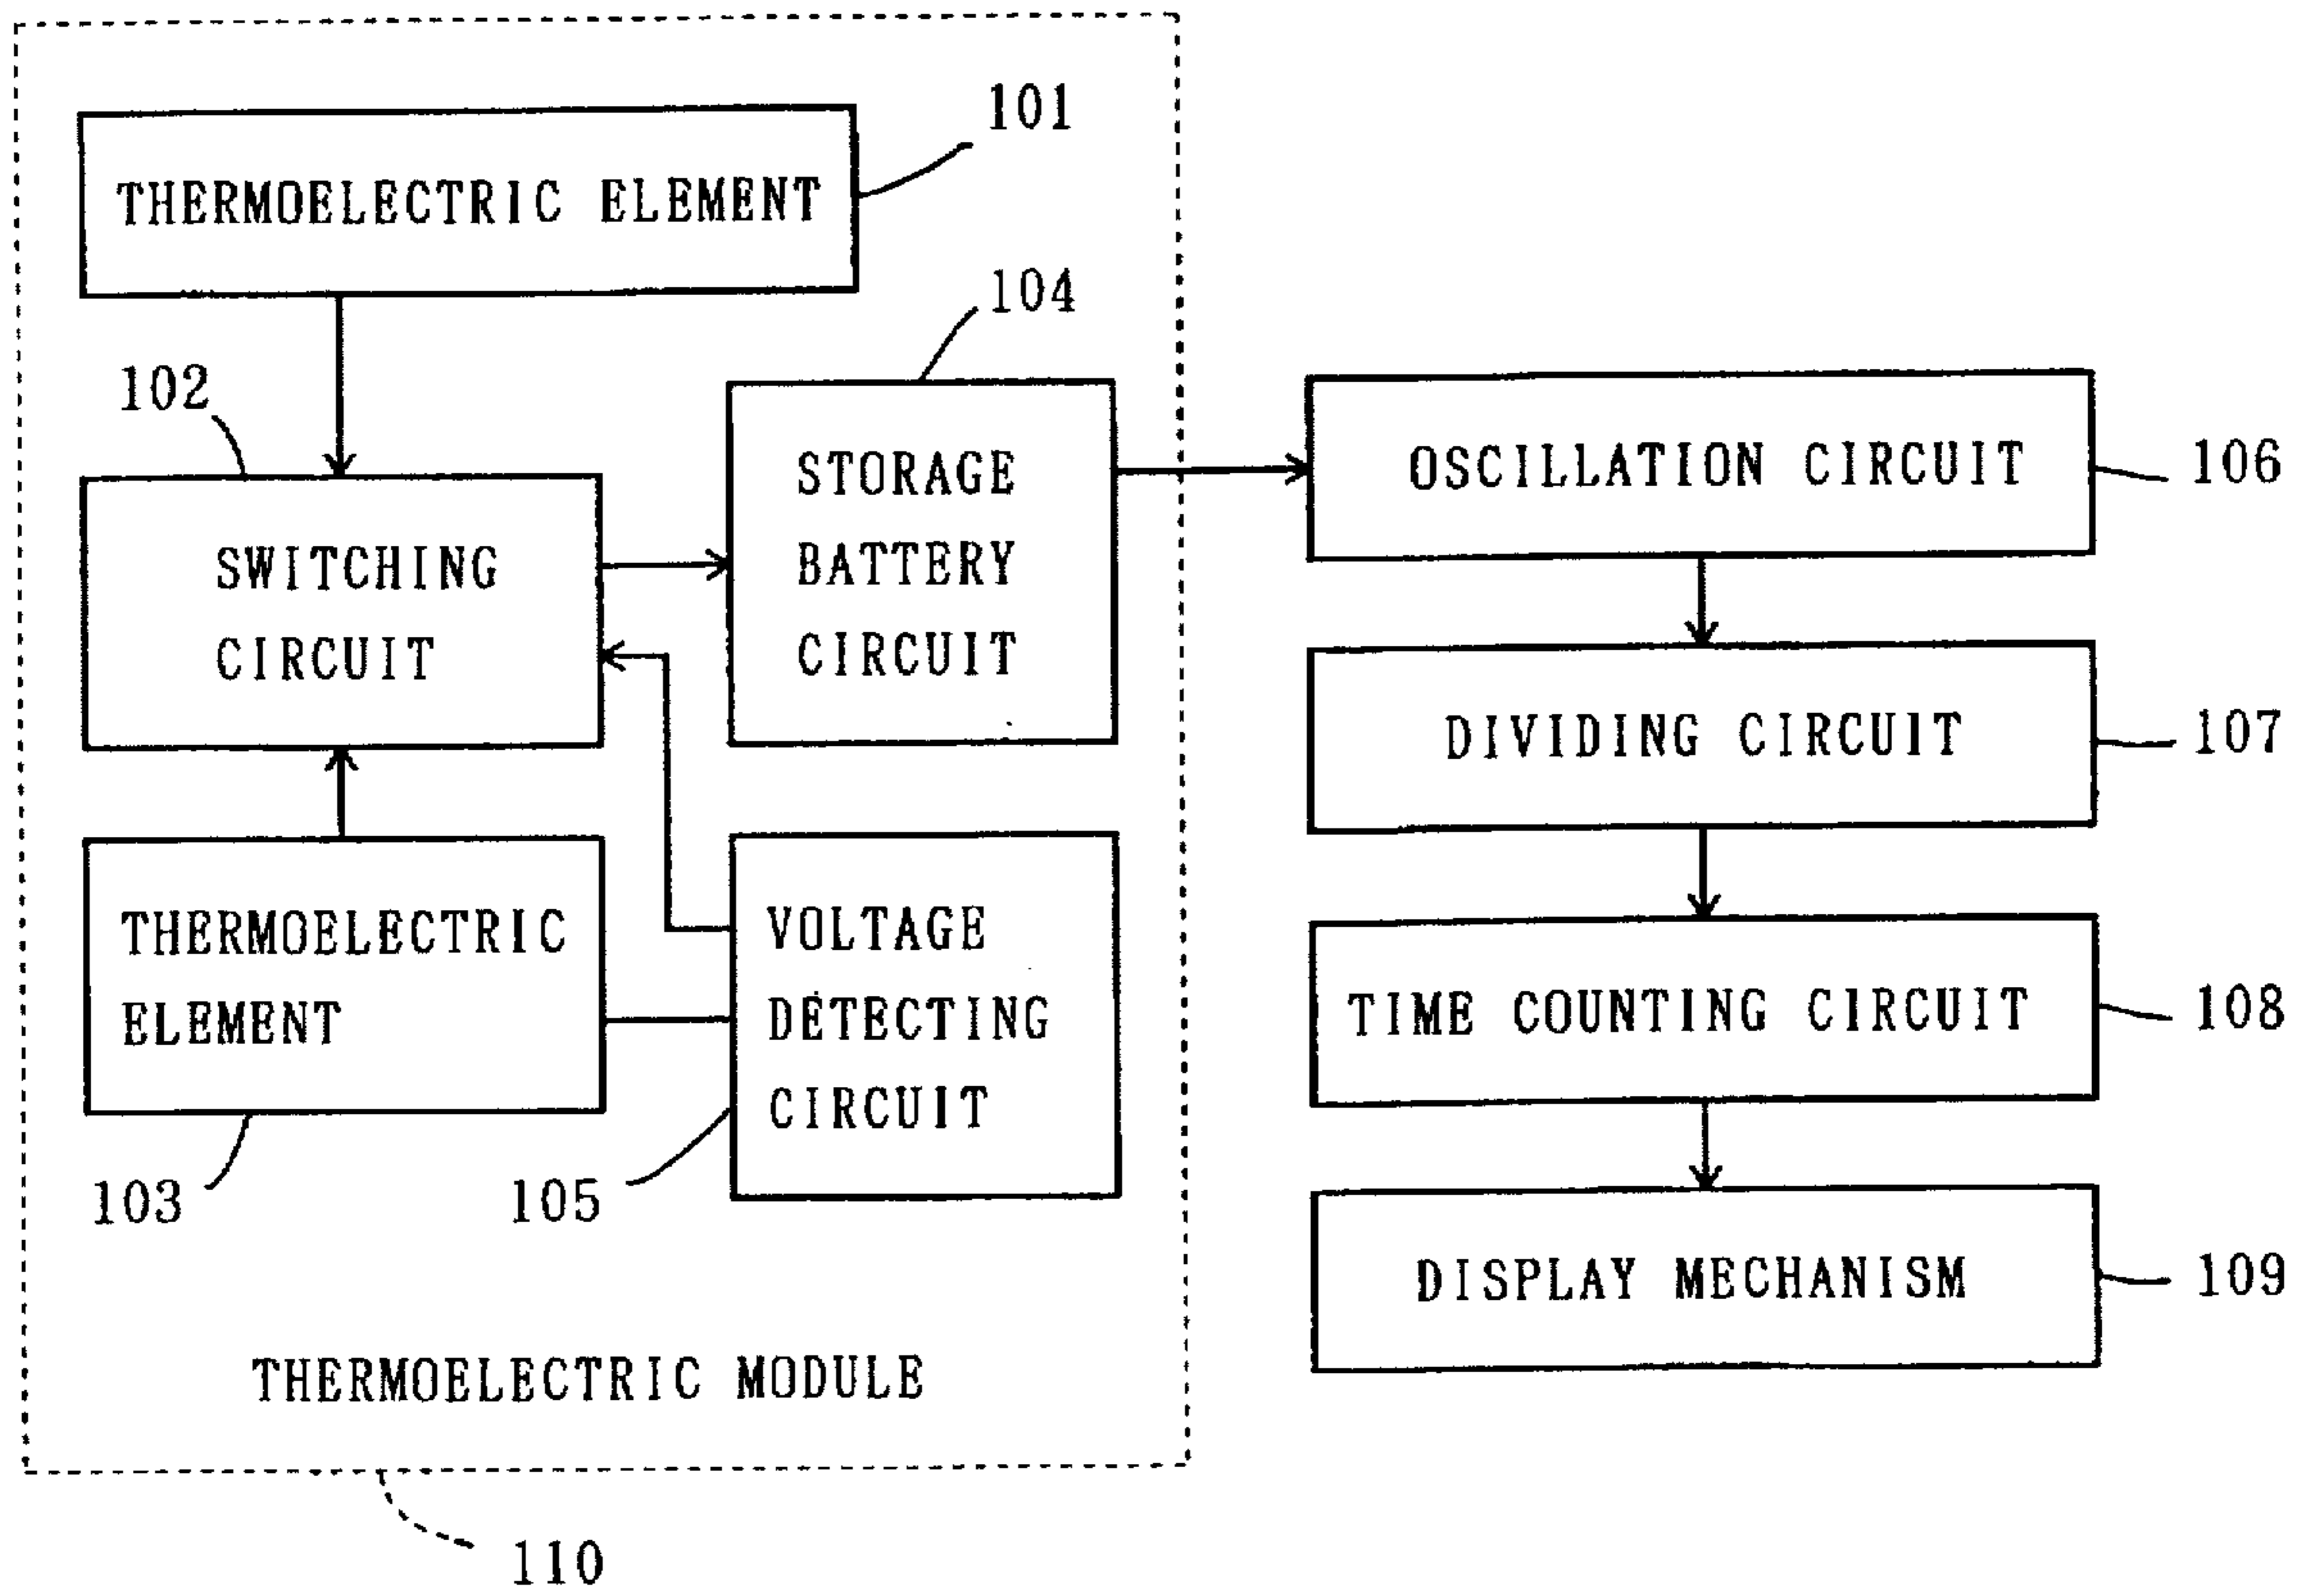 101
THERMOELECTRIC ELEMENT
104
102
STORAGE
BATTERY
CIRCUIT
SWITCHING
CIRCUIT
THERMOELECTRIC
ELEMENT
VOLTAGE
DETECTING
CIRCUIT
103
105
THERMOELECTRIC MODULE
110
OSCILLATION CIRCUIT
106
DIVIDING CIRCUIT
107
TIME COUNTING CIRCUIT
108
DISPLAY MECHANISM
109